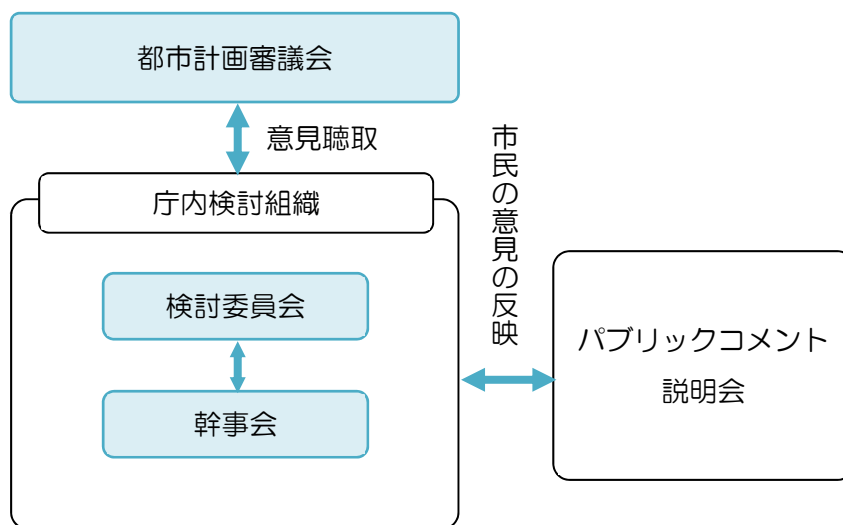 都市計画審議会
意見聴取
庁内検討組織
検討委員会
幹事会
市民の意見の反映
パブリックコメント
説明会